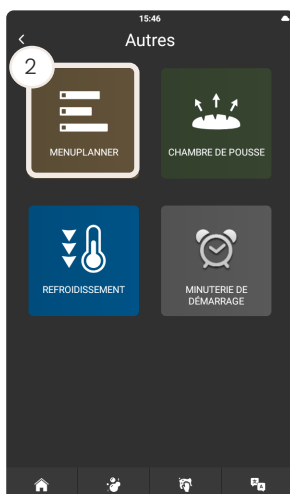 15:46
Autres
2
MENUPLANNER
CHAMBRE DE POUSSE
REFROIDISSEMENT
MINUTERIE DE
DÉMARRAGE